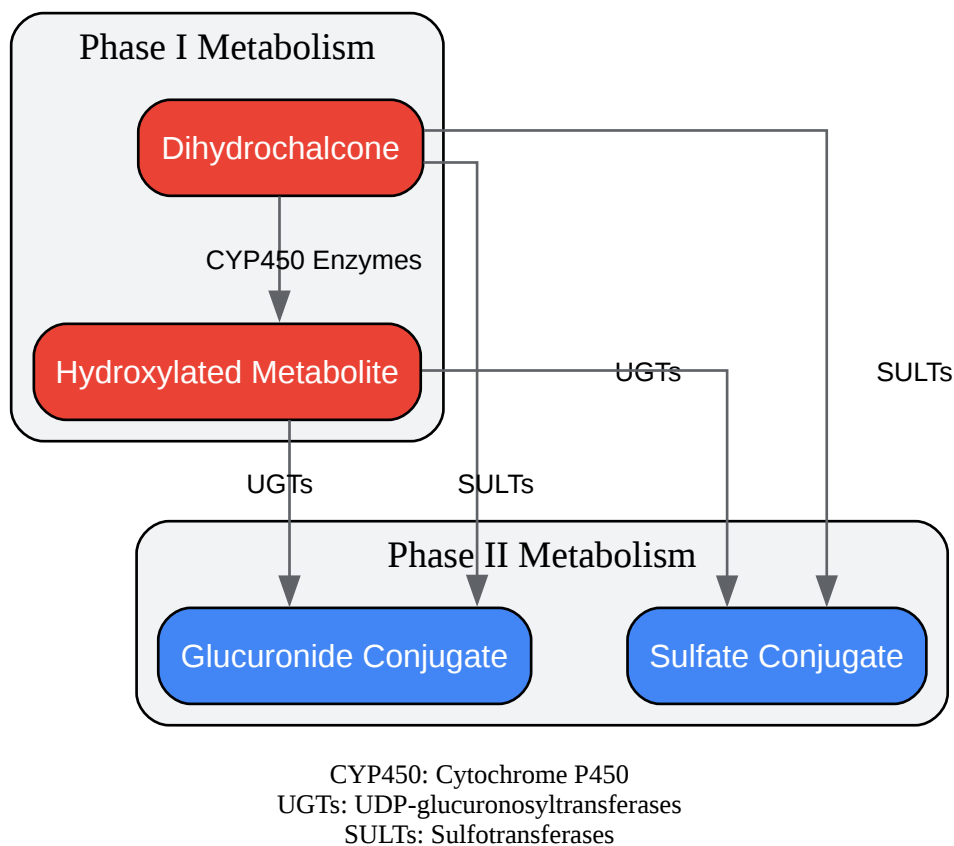 Phase I Metabolism
Dihydrochalcone
CYP450 Enzymes
Hydroxylated Metabolite
UGTs
SULTs
UGTs
SULTs
Phase II Metabolism
Glucuronide Conjugate
Sulfate Conjugate
CYP450: Cytochrome P450
UGTs: UDP-glucuronosyltransferases
SULTs: Sulfotransferases